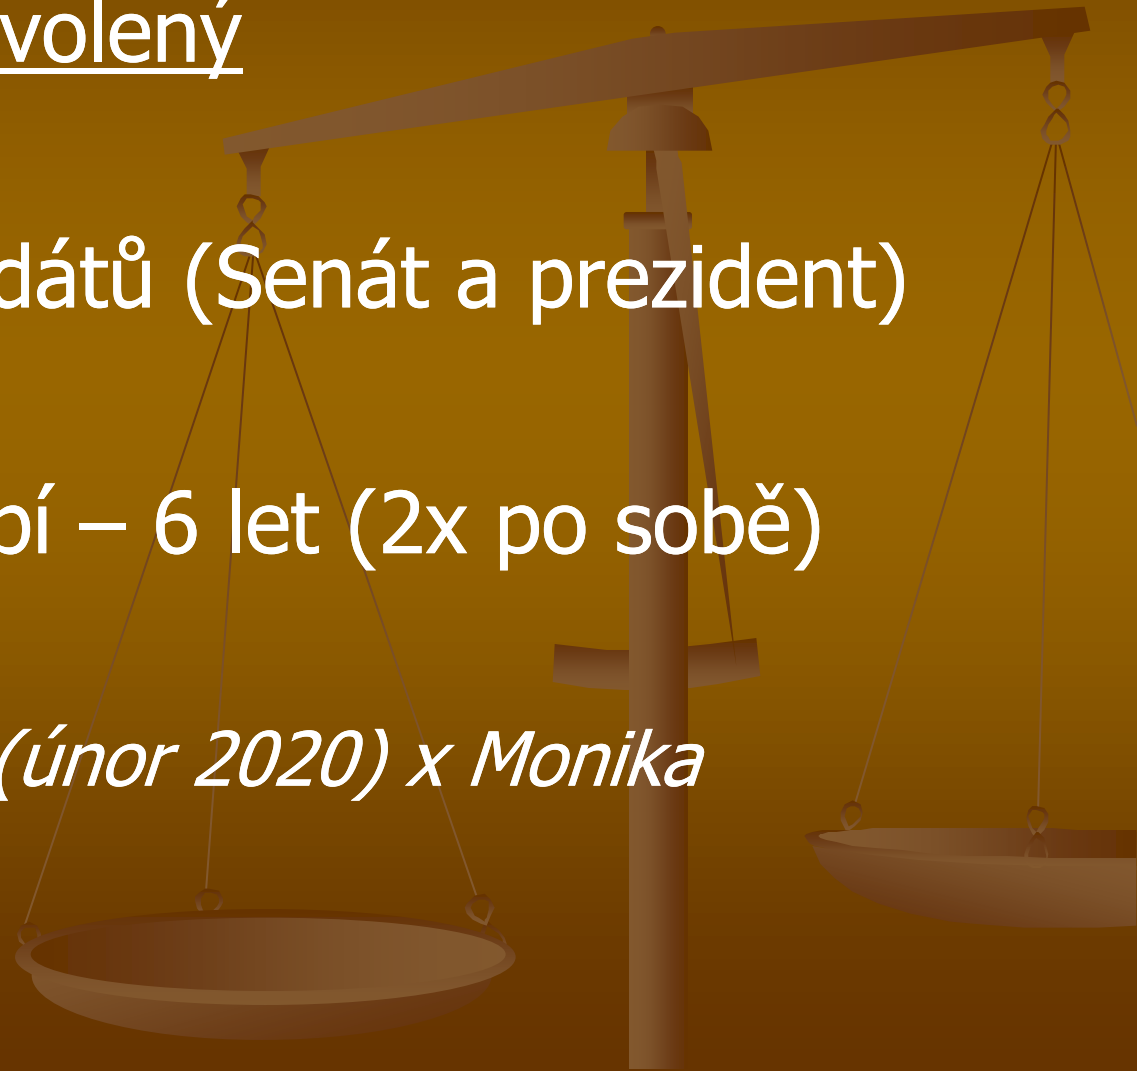 volený
dátů (Senát a prezident)
bí – 6 let (2x po sobě)
(únor 2020) x Monika